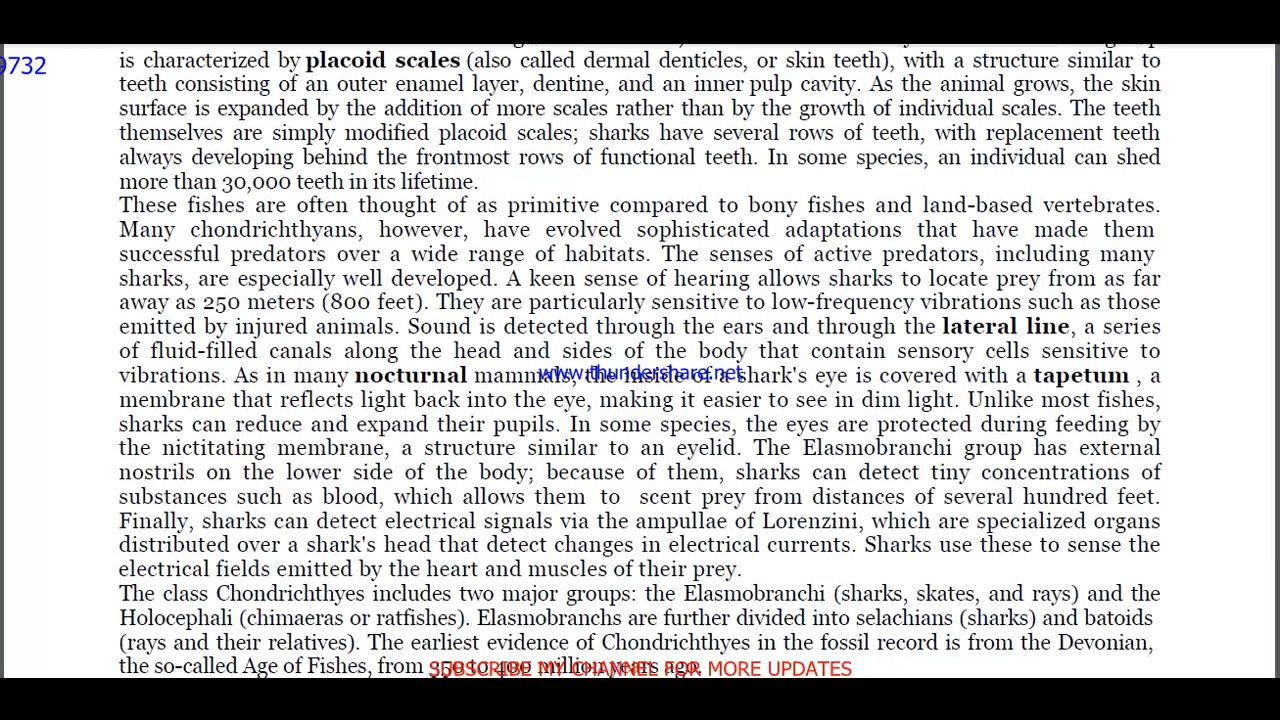 is characterized by placoid scales (also called dermal denticles, or skin teeth), with a structure similar to
9732
teeth consisting of an outer enamel layer, dentine, and an inner pulp cavity. As the animal grows, the skin
surface is expanded by the addition of more scales rather than by the growth of individual scales. The teeth
themselves are simply modified placoid scales; sharks have several rows of teeth, with replacement teeth
always developing behind the frontmost rows of functional teeth. In some species, an individual can shed
more than 30,000 teeth in its lifetime.
These fishes are often thought of as primitive compared to bony fishes and land-based vertebrates.
Many chondrichthyans, however, have evolved sophisticated adaptations that have made them
successful predators over a wide range of habitats. The senses of active predators, including many
sharks, are especially well developed. A keen sense of hearing allows sharks to locate prey from as far
away as 250 meters (800 feet). They are particularly sensitive to low-frequency vibrations such as those
emitted by injured animals. Sound is detected through the ears and through the lateral line, a series
of fluid-filled canals along the head and sides of the body that contain sensory cells sensitive to
vibrations. As in many nocturnal mammals, the inside of a shark's eye is covered with a tapetum , a
www.thundershare.net
membrane that reflects light back into the eye, making it easier to see in dim light. Unlike most fishes,
sharks can reduce and expand their pupils. In some species, the eyes are protected during feeding by
the nictitating membrane, a structure similar to an eyelid. The Elasmobranchi group has external
nostrils on the lower side of the body; because of them, sharks can detect tiny concentrations of
substances such as blood, which allows them to scent prey from distances of several hundred feet.
Finally, sharks can detect electrical signals via the ampullae of Lorenzini, which are specialized organs
distributed over a shark's head that detect changes in electrical currents. Sharks use these to sense the
electrical fields emitted by the heart and muscles of their prey.
The class Chondrichthyes includes two major groups: the Elasmobranchi (sharks, skates, and rays) and the
Holocephali (chimaeras or ratfishes). Elasmobranchs are further divided into selachians (sharks) and batoids
(rays and their relatives). The earliest evidence of Chondrichthyes in the fossil record is from the Devonian,
the so-called Age of Fishes, from 350 to 400 million years ago.
SUBSCRIBE MY CHANNEL FOR MORE UPDATES